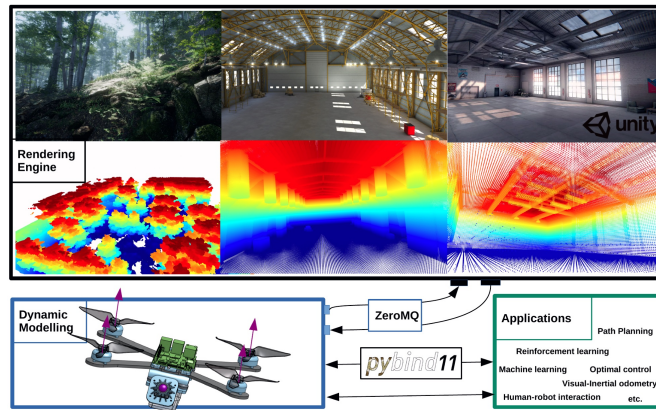 unity
Rendering
Engine
Dynamic
Modelling
ZeroMQ
pybind11
Applications
Path Planning
Reinforcement learning
Machine learning
Optimal control
Visual-Inertial odometry
Human-robot interaction
etc.